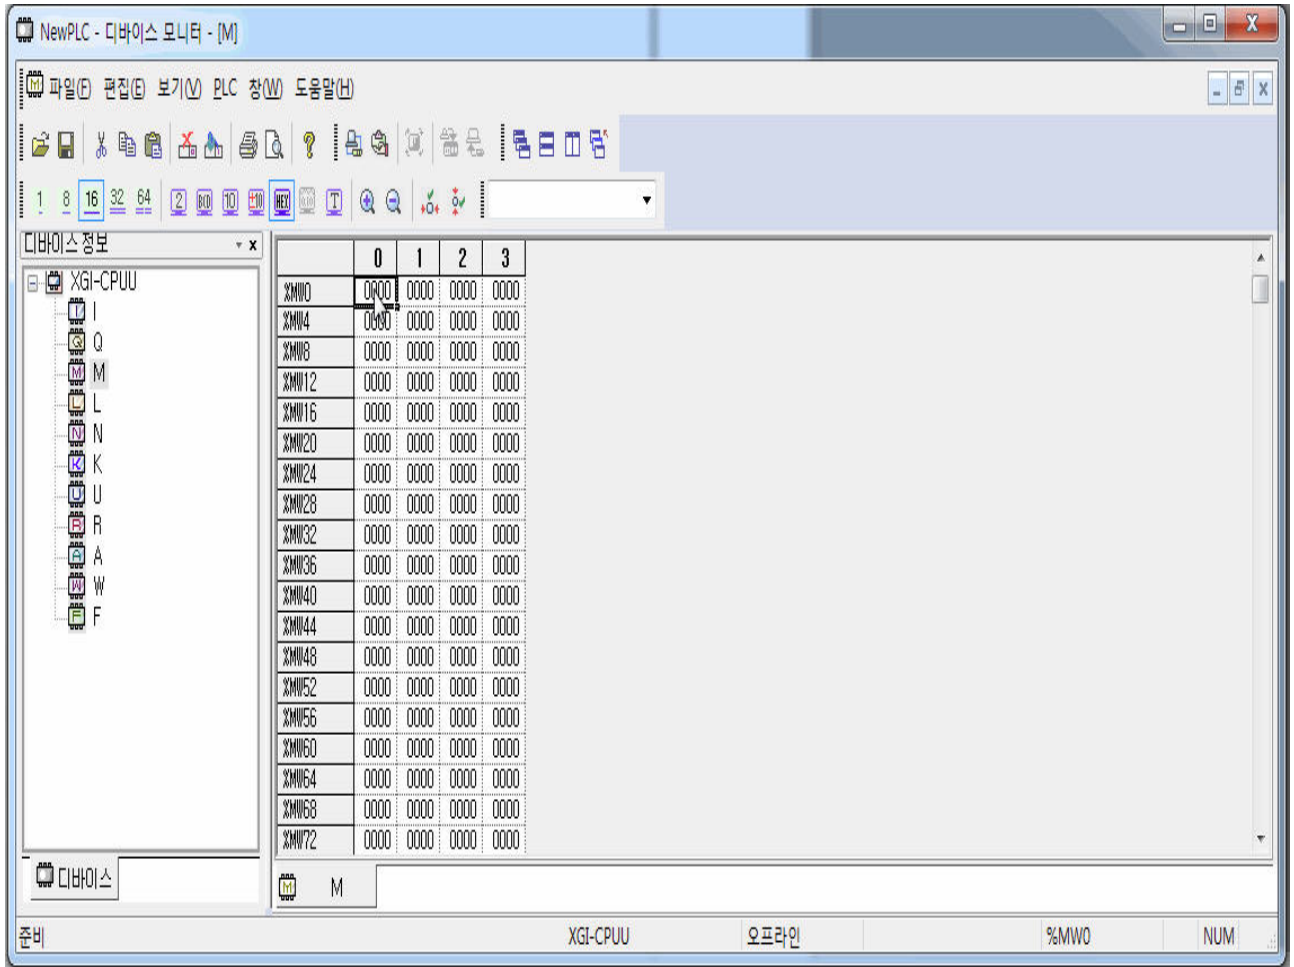 NewPLC - 디바이스 모니터 - [M]
파일(F) 편집(E) 보기(V) PLC 창(W) 도움말(H)
1 8 16 32 64 2 BCD 10 ±10 HEX T
디바이스 정보
XGI-CPUU
I
Q
M
L
N
K
U
R
A
W
F
디바이스
0 1 2 3
%MW0 0000 0000 0000 0000
%MW4 0000 0000 0000 0000
%MW8 0000 0000 0000 0000
%MW12 0000 0000 0000 0000
%MW16 0000 0000 0000 0000
%MW20 0000 0000 0000 0000
%MW24 0000 0000 0000 0000
%MW28 0000 0000 0000 0000
%MW32 0000 0000 0000 0000
%MW36 0000 0000 0000 0000
%MW40 0000 0000 0000 0000
%MW44 0000 0000 0000 0000
%MW48 0000 0000 0000 0000
%MW52 0000 0000 0000 0000
%MW56 0000 0000 0000 0000
%MW60 0000 0000 0000 0000
%MW64 0000 0000 0000 0000
%MW68 0000 0000 0000 0000
%MW72 0000 0000 0000 0000
M
준비 XGI-CPUU 오프라인 %MW0 NUM